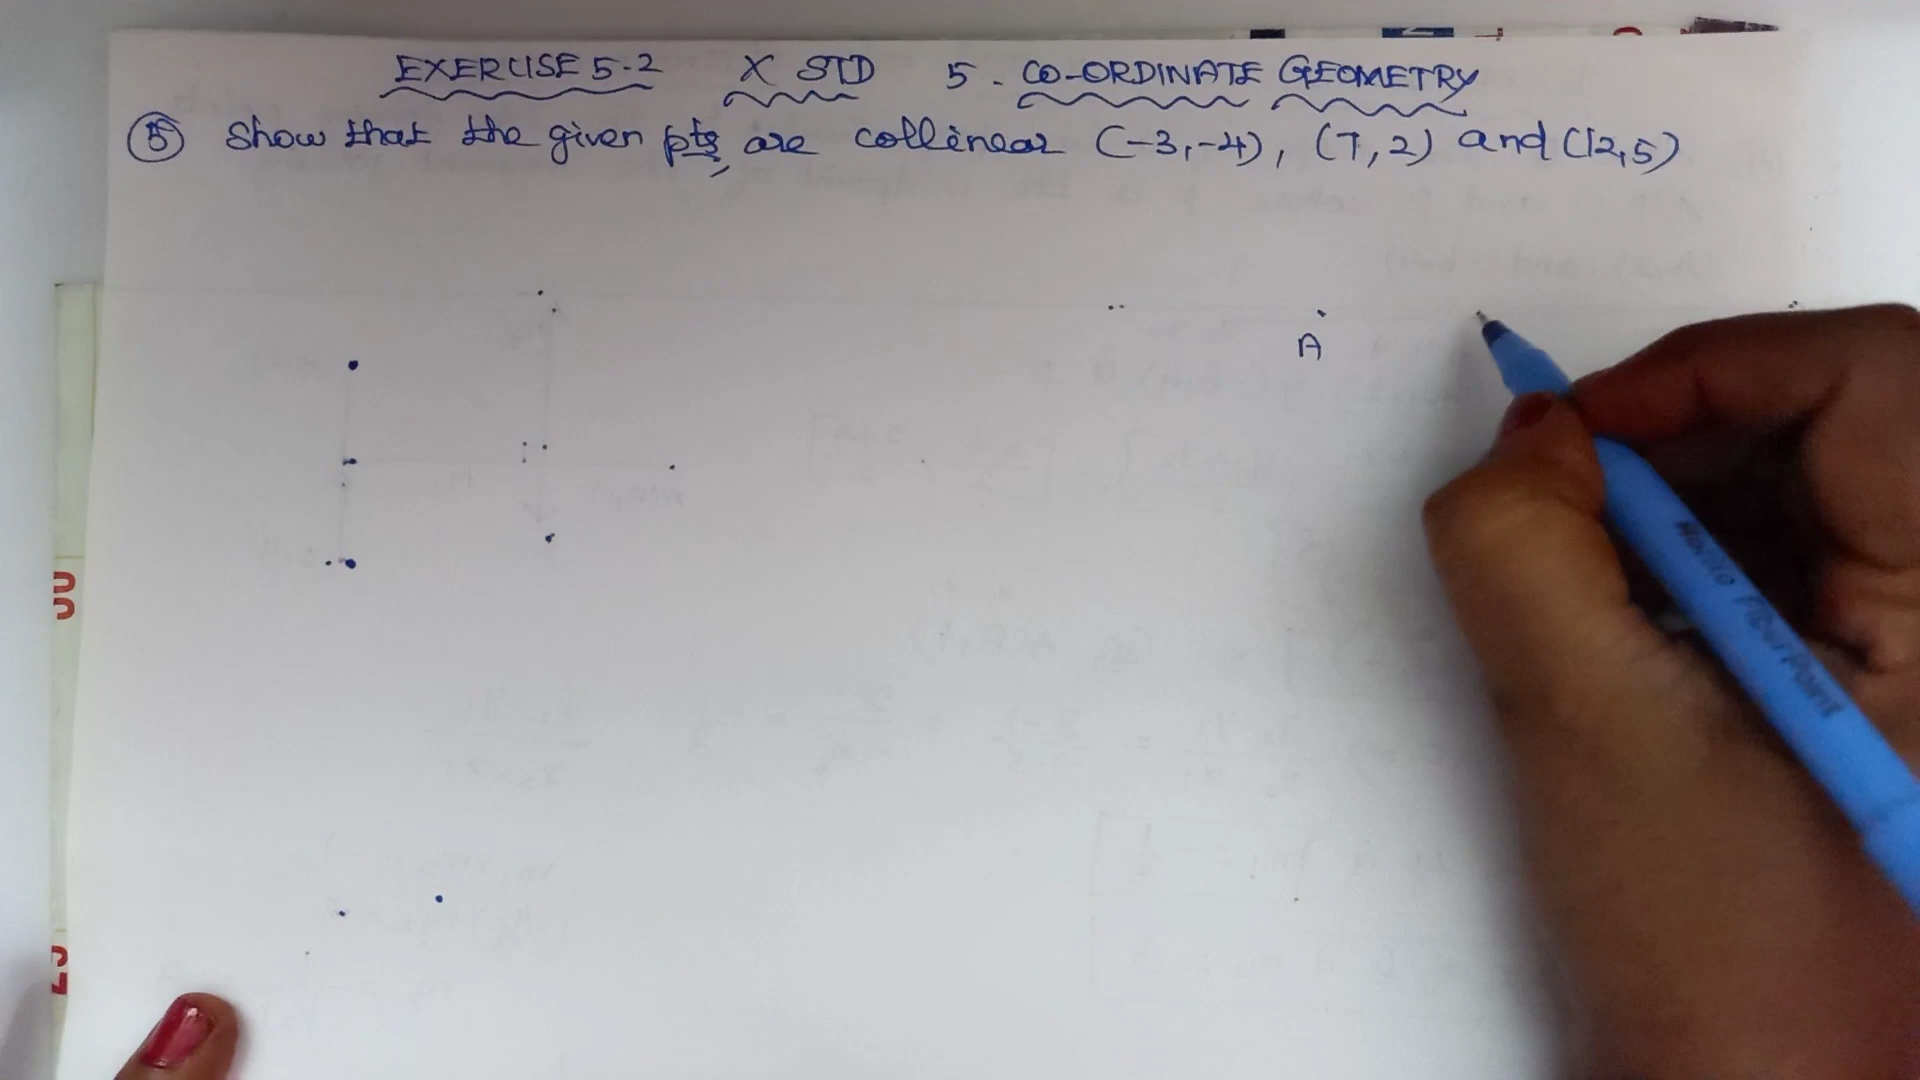 EXERCISE 5.2 X STD 5. CO-ORDINATE GEOMETRY
5 Show that the given pts, are collinear (-3,-4), (7,2) and (12,5)
A